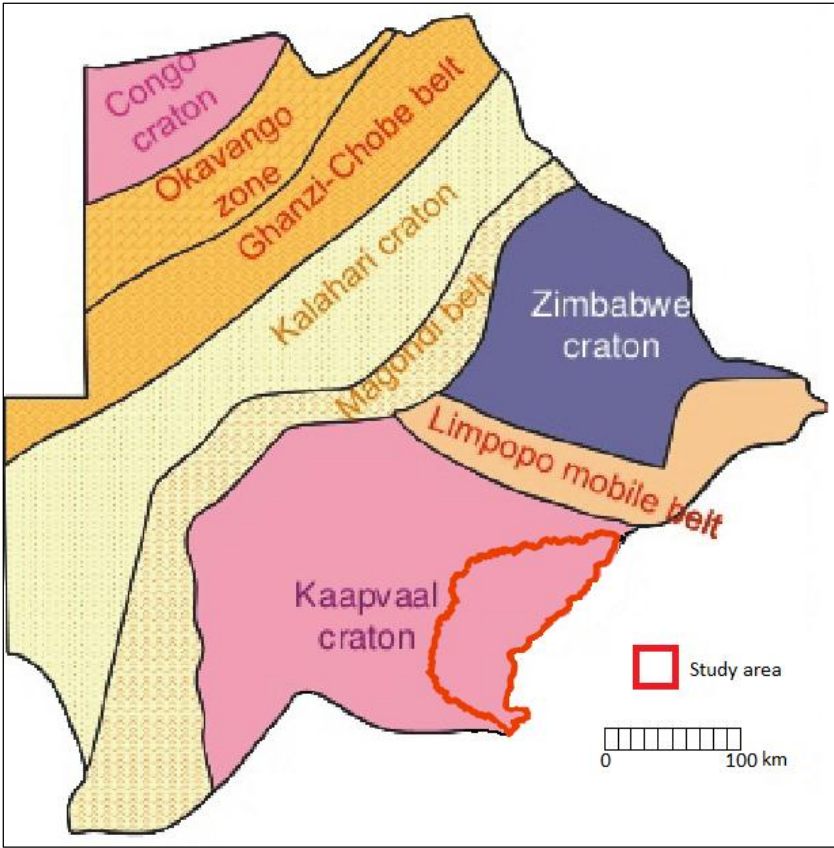 Congo
craton
Okavango
zone
Ghanzi-Chobe belt
Kalahari craton
Magondi belt
Zimbabwe
craton
Limpopo mobile belt
Kaapvaal
craton
Study area
0 100 km